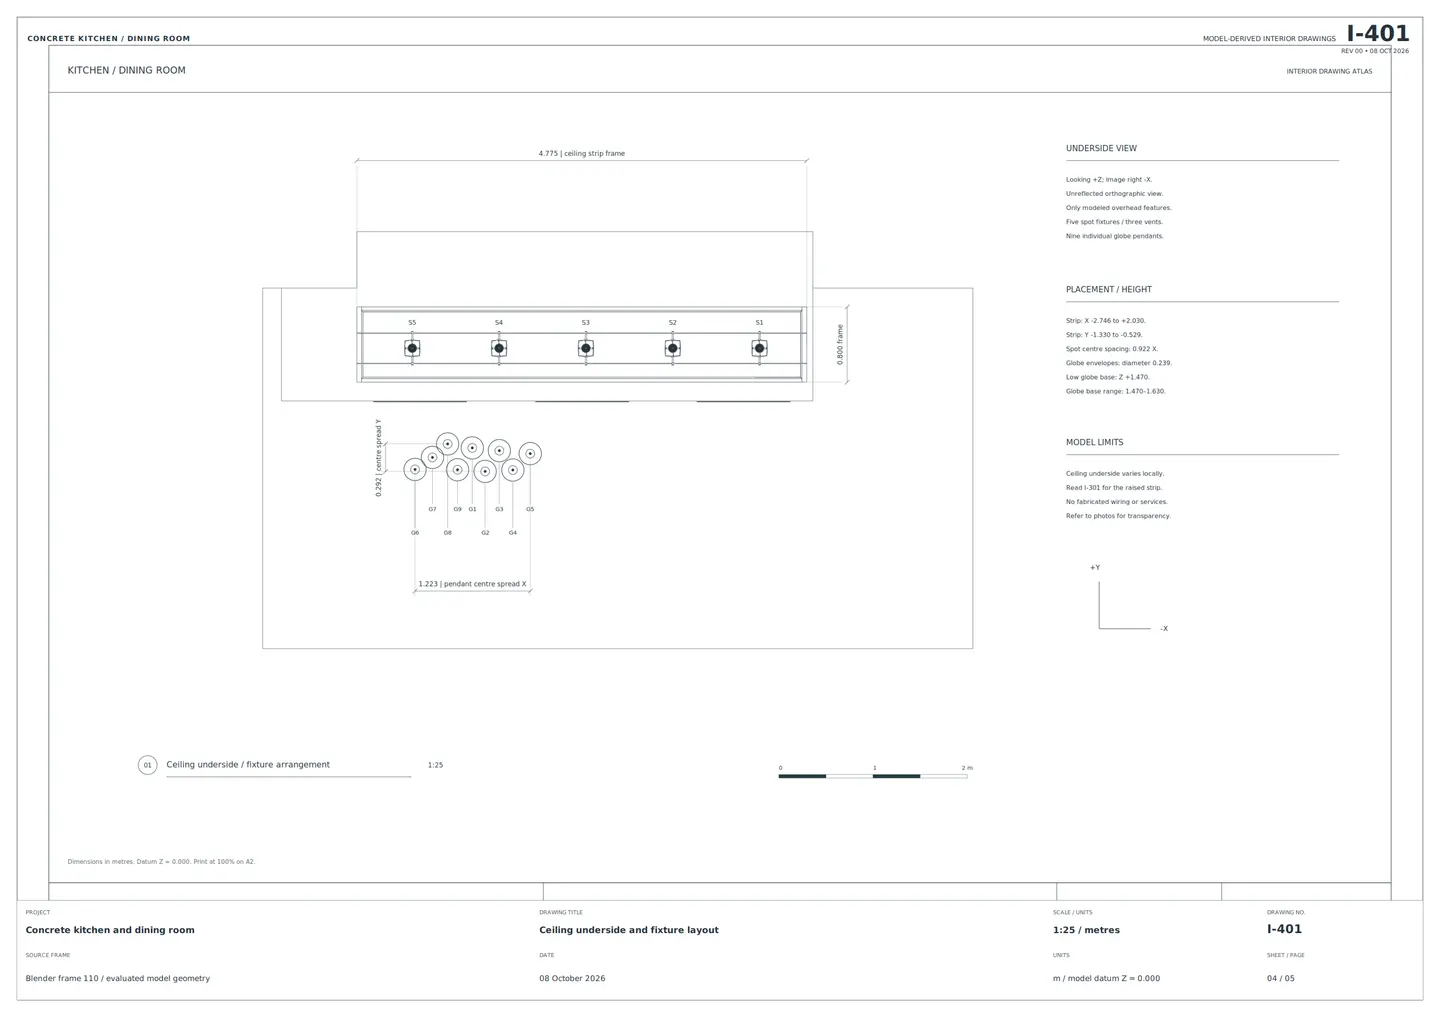 CONCRETE KITCHEN / DINING ROOM
MODEL-DERIVED INTERIOR DRAWINGS I-401
REV 00 • 08 OCT 2026
KITCHEN / DINING ROOM
INTERIOR DRAWING ATLAS
4.775 | ceiling strip frame
S5 S4 S3 S2 S1
0.800 frame
0.292 | centre spread Y
G7 G9 G1 G3 G5
G6 G8 G2 G4
1.223 | pendant centre spread X
UNDERSIDE VIEW
Looking +Z; image right -X.
Unreflected orthographic view.
Only modeled overhead features.
Five spot fixtures / three vents.
Nine individual globe pendants.
PLACEMENT / HEIGHT
Strip: X -2.746 to +2.030.
Strip: Y -1.330 to -0.529.
Spot centre spacing: 0.922 X.
Globe envelopes: diameter 0.239.
Low globe base: Z +1.470.
Globe base range: 1.470–1.630.
MODEL LIMITS
Ceiling underside varies locally.
Read I-301 for the raised strip.
No fabricated wiring or services.
Refer to photos for transparency.
+Y
-X
01 Ceiling underside / fixture arrangement 1:25
0 1 2 m
Dimensions in metres. Datum Z = 0.000. Print at 100% on A2.
PROJECT
Concrete kitchen and dining room
SOURCE FRAME
Blender frame 110 / evaluated model geometry
DRAWING TITLE
Ceiling underside and fixture layout
DATE
08 October 2026
SCALE / UNITS
1:25 / metres
UNITS
m / model datum Z = 0.000
DRAWING NO.
I-401
SHEET / PAGE
04 / 05